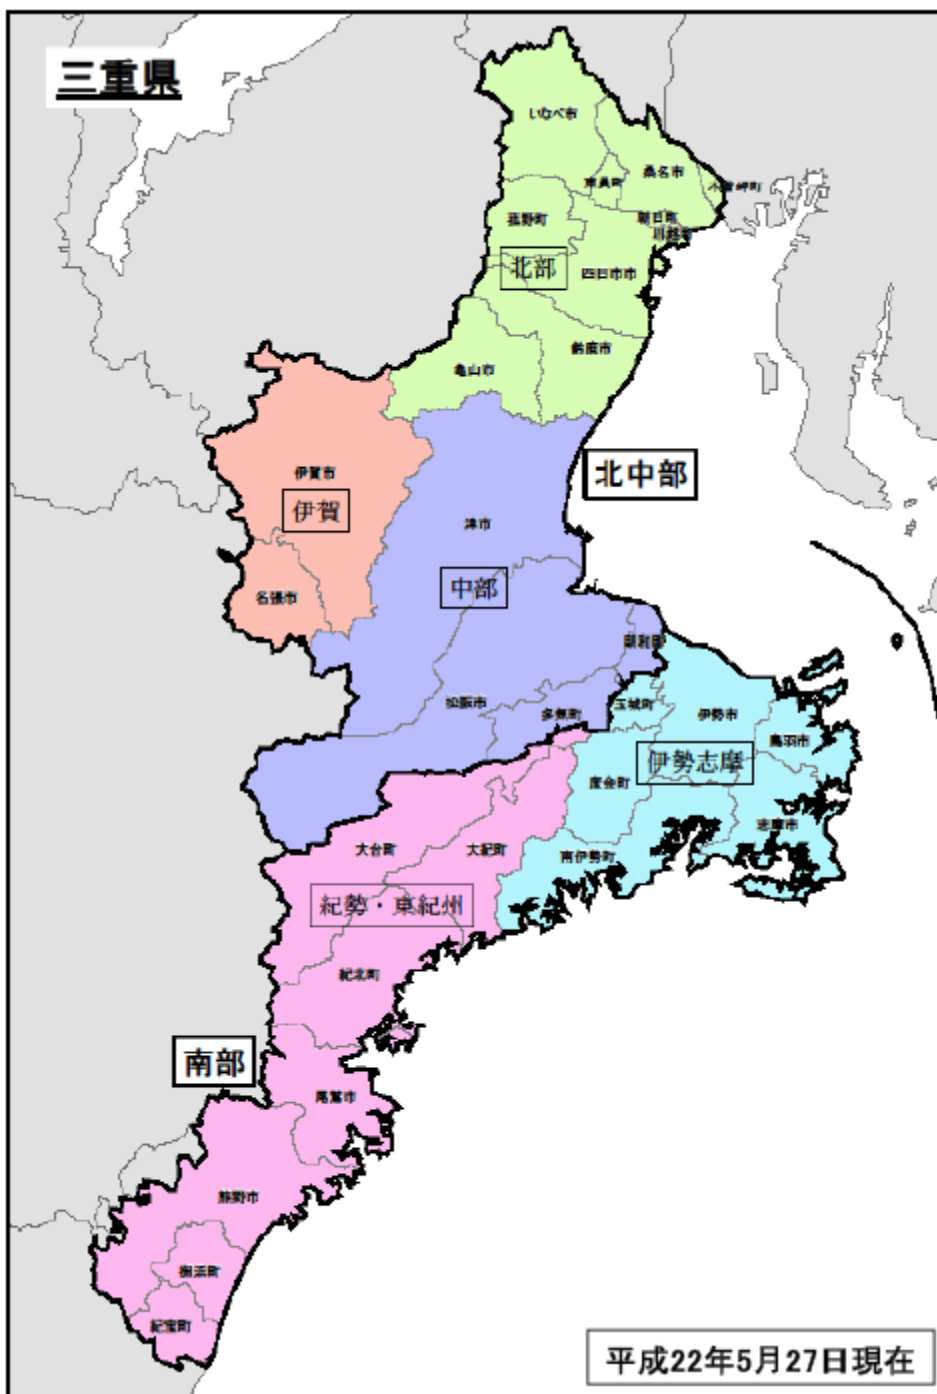 三重県
いなべ市
東員町
桑名市
木曽岬町
菰野町
朝日町
川越町
北部
四日市市
鈴鹿市
亀山市
伊賀市
北中部
伊賀
津市
中部
名張市
明和町
松阪市
多気町
玉城町
伊勢市
鳥羽市
伊勢志摩
度会町
志摩市
大台町
大紀町
南伊勢町
紀勢・東紀州
紀北町
南部
尾鷲市
熊野市
御浜町
紀宝町
平成22年5月27日現在